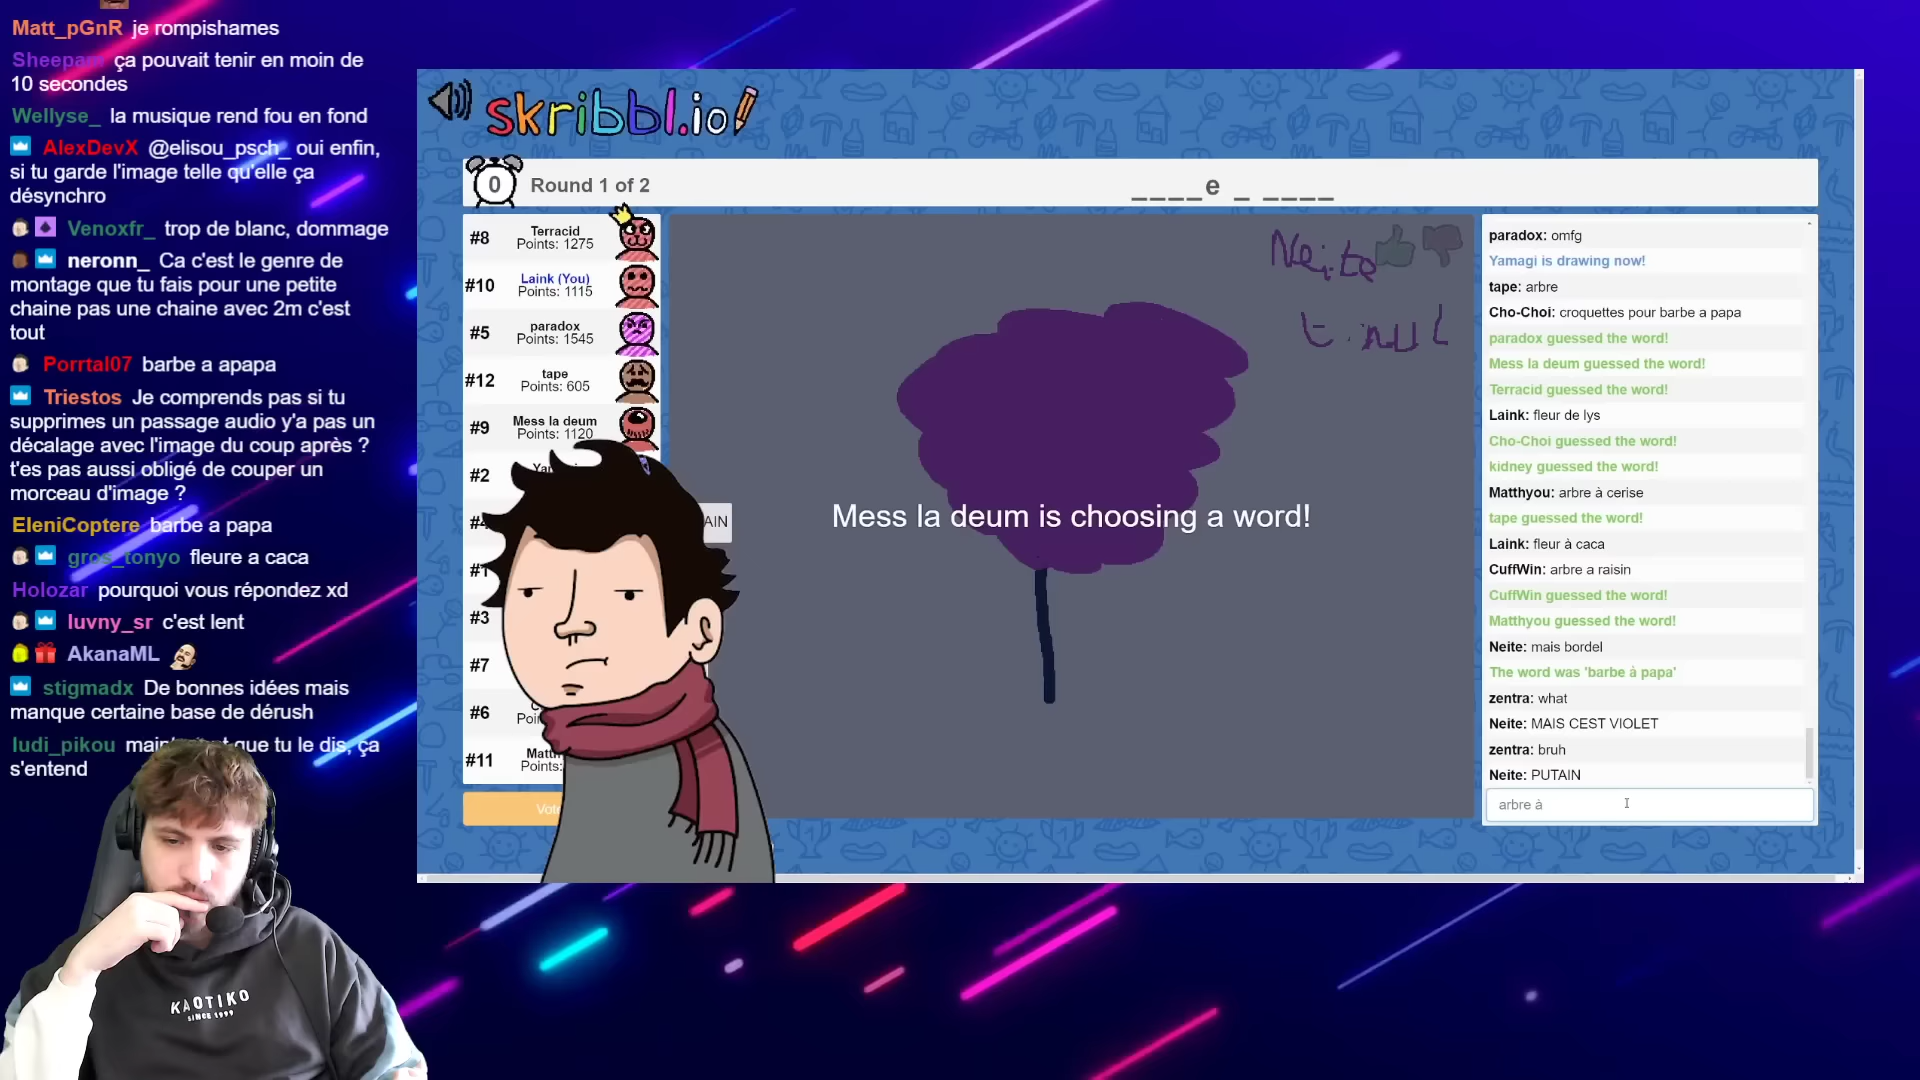 Matt_pGnR je rompishames
ça pouvait tenir en moin de
10 secondes
Wellyse_ la musique rend fou en fond
AlexDevX @elisou_psch_ oui enfin,
si tu garde l'image telle qu'elle ça
désynchro
Venoxfr_ trop de blanc, dommage
neronn_ Ca c'est le genre de
montage que tu fais pour une petite
chaine pas une chaine avec 2m c'est
tout
Porrtal07 barbe a apapa
Triestos Je comprends pas si tu
supprimes un passage audio y'a pas un
décalage avec l'image du coup après ?
t'es pas aussi obligé de couper un
morceau d'image ?
EleniCoptere barbe a papa
gros_tonyo fleure a caca
Holozar pourquoi vous répondez xd
luvny_sr c'est lent
AkanaML
stigmadx De bonnes idées mais
manque certaine base de dérush
ludi_pikou que tu le dis, ça
s'entend
KAOTIKO
SINCE 1999
skribbl.io
0 Round 1 of 2
____e _ ____
#8 Terracid
Points: 1275
#10 Laink (You)
Points: 1115
#5 paradox
Points: 1545
#12 tape
Points: 605
#9 Mess la deum
Points: 1120
#2
#3
#7
#6
#11
Points:
Neite
Mess la deum is choosing a word!
paradox: omfg
Yamagi is drawing now!
tape: arbre
Cho-Choi: croquettes pour barbe a papa
paradox guessed the word!
Mess la deum guessed the word!
Terracid guessed the word!
Laink: fleur de lys
Cho-Choi guessed the word!
kidney guessed the word!
Matthyou: arbre à cerise
tape guessed the word!
Laink: fleur à caca
CuffWin: arbre a raisin
CuffWin guessed the word!
Matthyou guessed the word!
Neite: mais bordel
The word was 'barbe à papa'
zentra: what
Neite: MAIS CEST VIOLET
zentra: bruh
Neite: PUTAIN
arbre à